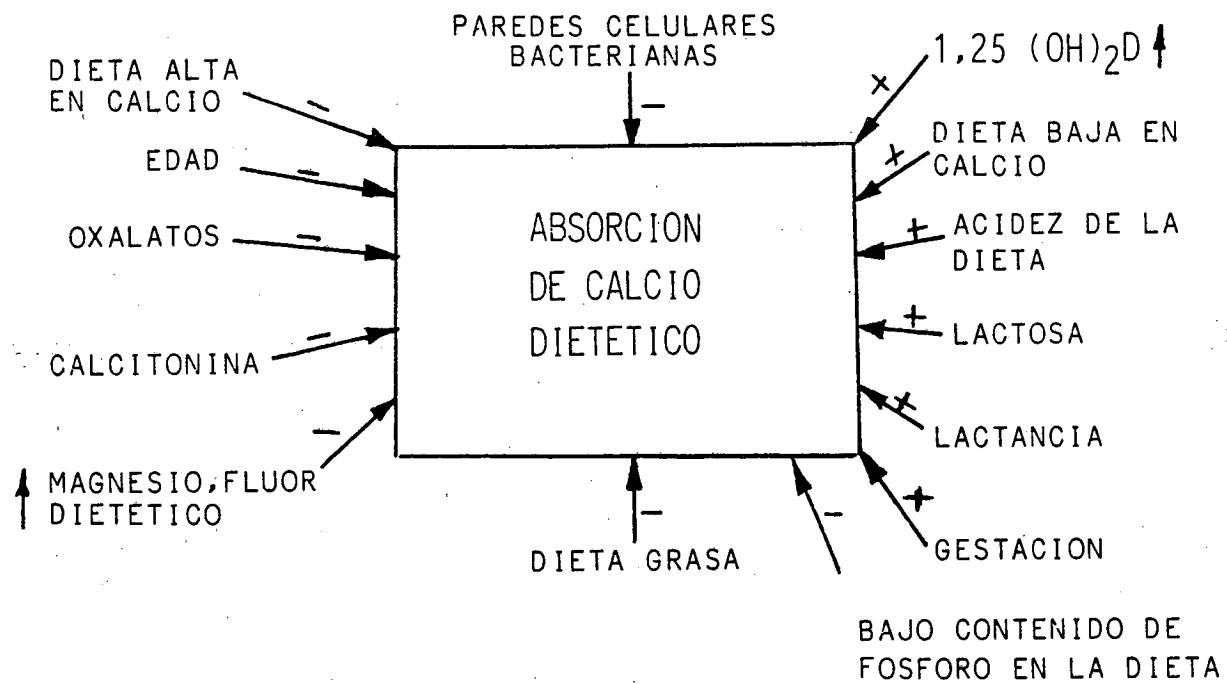 PAREDES CELULARES
BACTERIANAS
DIETA ALTA
EN CALCIO
EDAD
OXALATOS
CALCITONINA
↑ MAGNESIO, FLUOR
DIETETICO
ABSORCION
DE CALCIO
DIETETICO
1,25 (OH)₂D ↑
DIETA BAJA EN
CALCIO
ACIDEZ DE LA
DIETA
LACTOSA
LACTANCIA
GESTACION
DIETA GRASA
BAJO CONTENIDO DE
FOSFORO EN LA DIETA
−
−
−
−
−
−
−
−
+
+
+
+
+
+